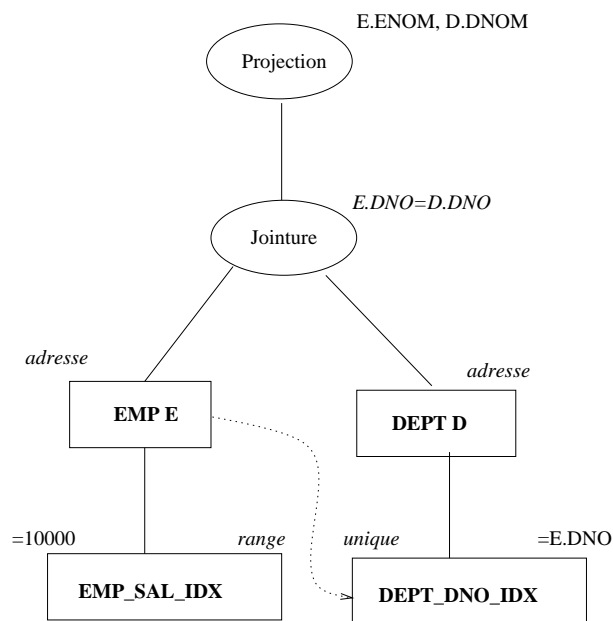 E.ENOM, D.DNOM
Projection
E.DNO=D.DNO
Jointure
adresse
adresse
EMP E
DEPT D
=10000
range
unique
=E.DNO
EMP_SAL_IDX
DEPT_DNO_IDX